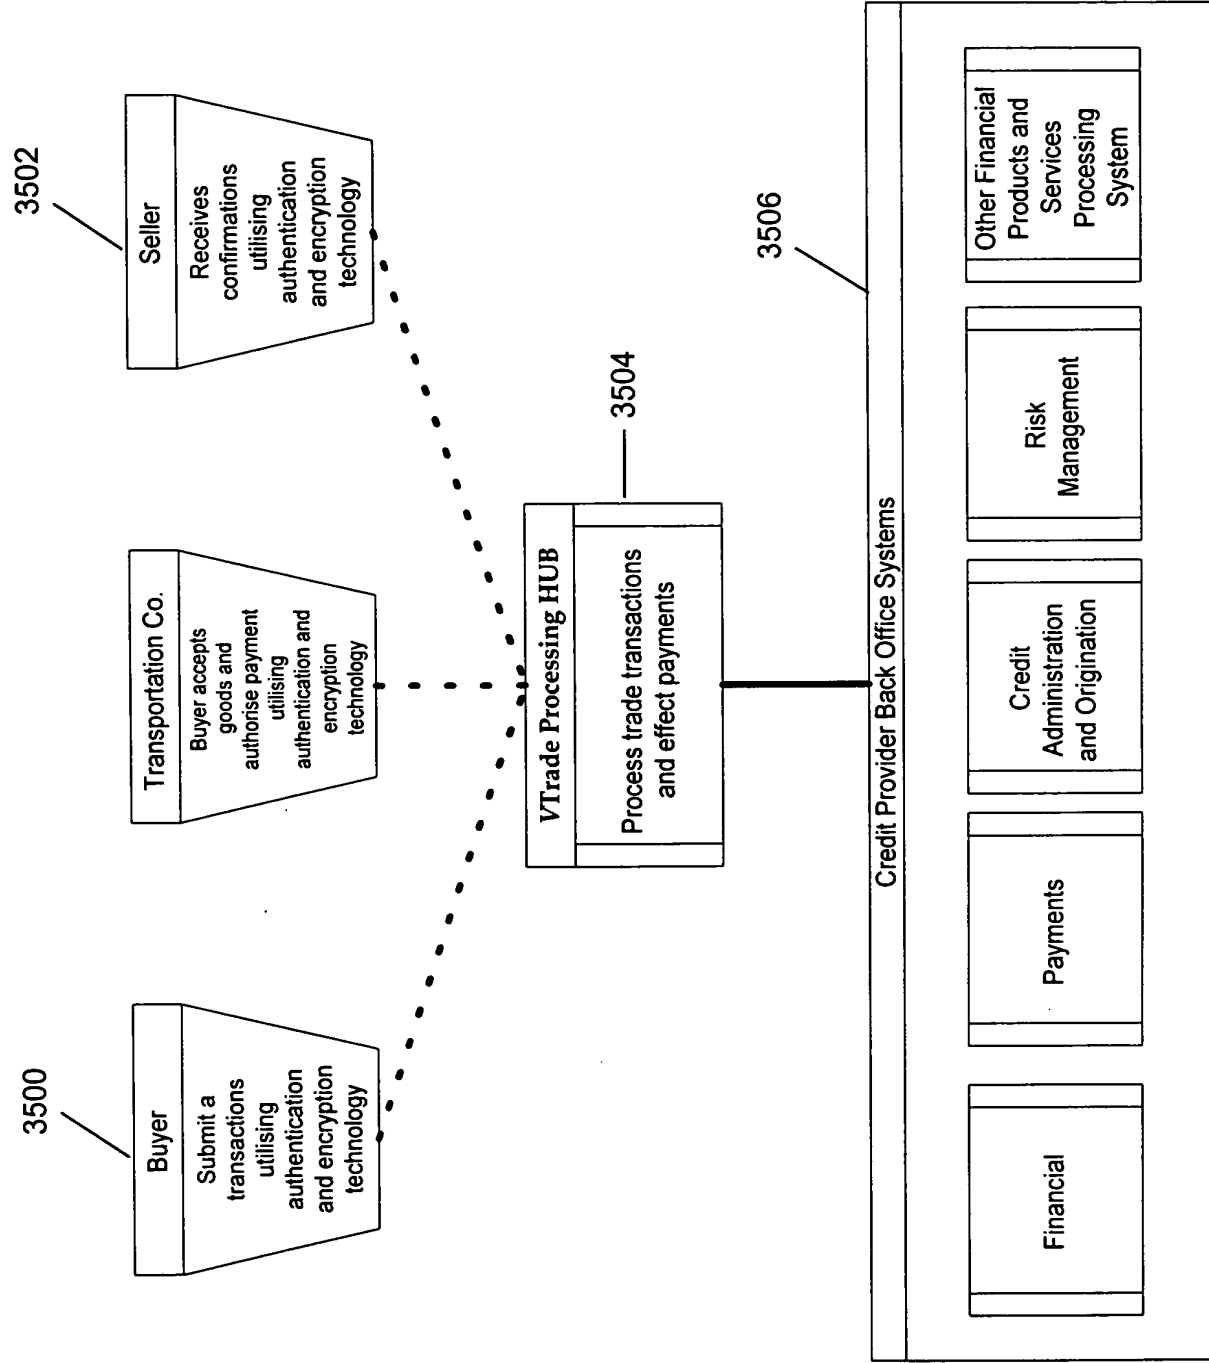 3500
Buyer
Submit a
transactions
utilising
authentication
and encryption
technology
Transportation Co.
Buyer accepts
goods and
authorise payment
utilising
authentication and
encryption
technology
3502
Seller
Receives
confirmations
utilising
authentication
and encryption
technology
VTrade Processing HUB
Process trade transactions
and effect payments
3504
3506
Credit Provider Back Office Systems
Financial
Payments
Credit
Administration
and Origination
Risk
Management
Other Financial
Products and
Services
Processing
System